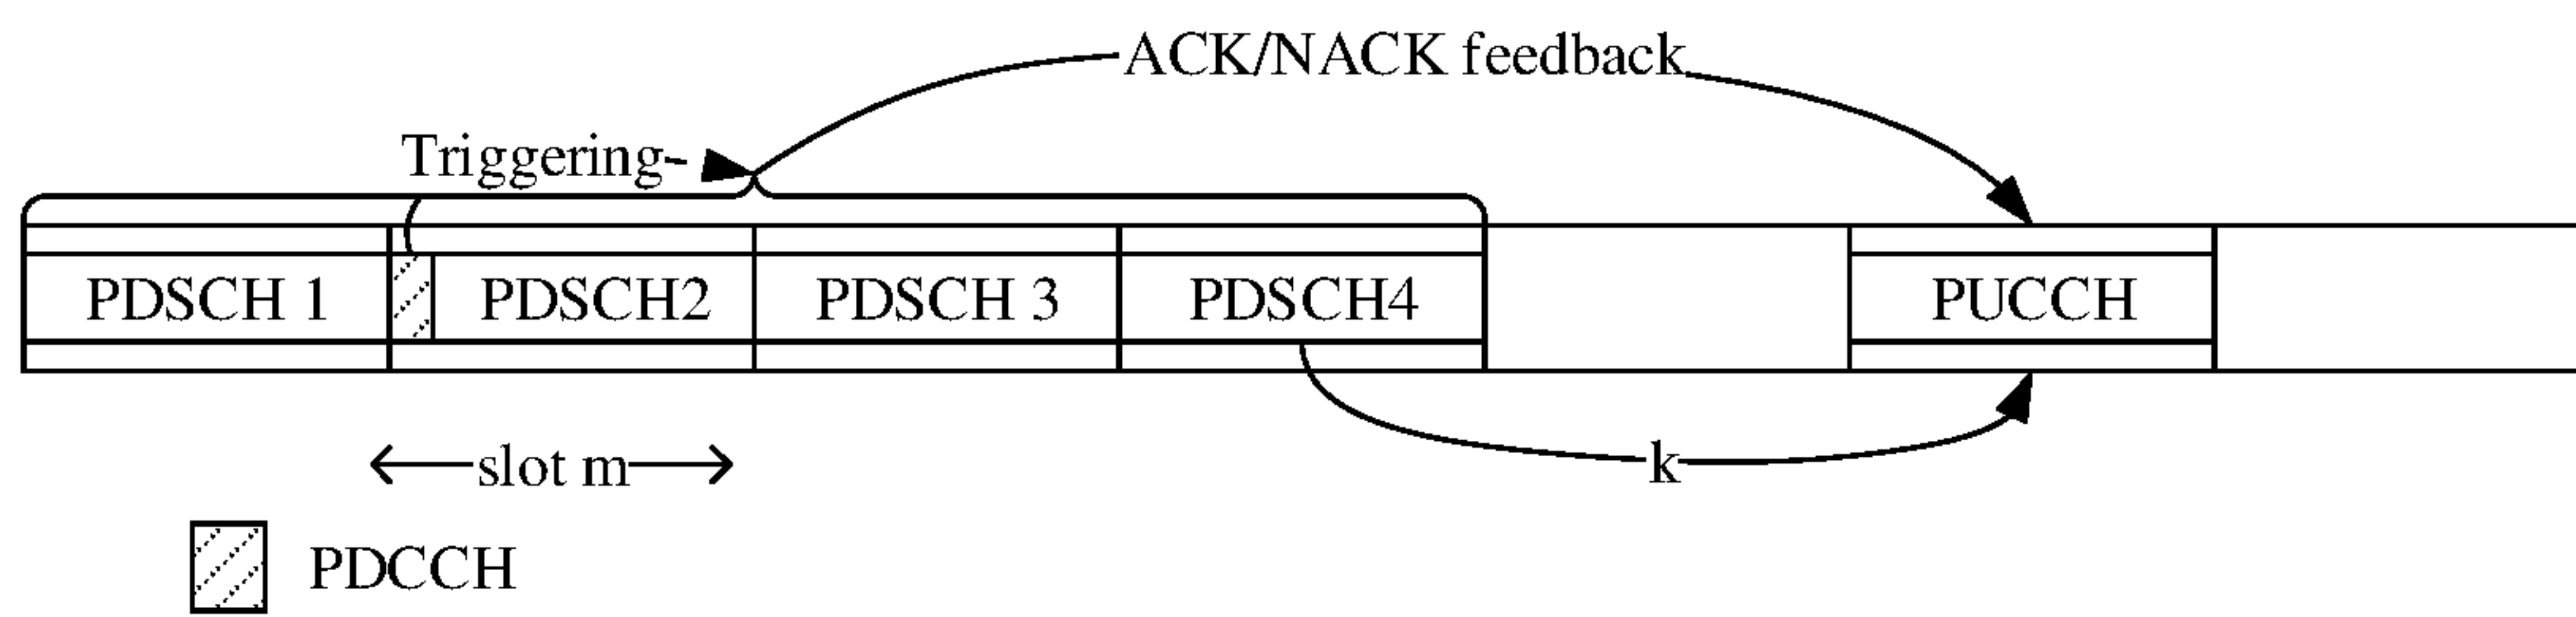 ACK/NACK feedback
Triggering
PDSCH 1
PDSCH2
PDSCH 3
PDSCH4
PUCCH
slot m
k
PDCCH